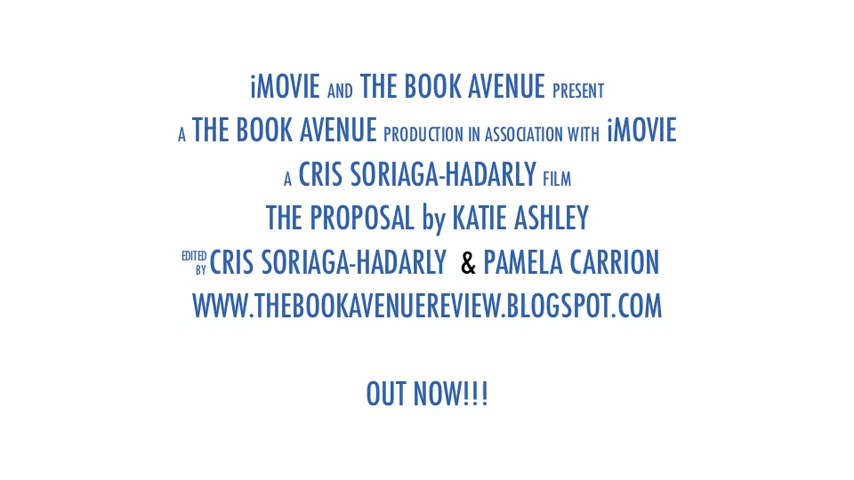 iMOVIE AND THE BOOK AVENUE PRESENT
A THE BOOK AVENUE PRODUCTION IN ASSOCIATION WITH iMOVIE
A CRIS SORIAGA-HADARLY FILM
THE PROPOSAL by KATIE ASHLEY
EDITED BY CRIS SORIAGA-HADARLY & PAMELA CARRION
WWW.THEBOOKAVENUEREVIEW.BLOGSPOT.COM
OUT NOW!!!